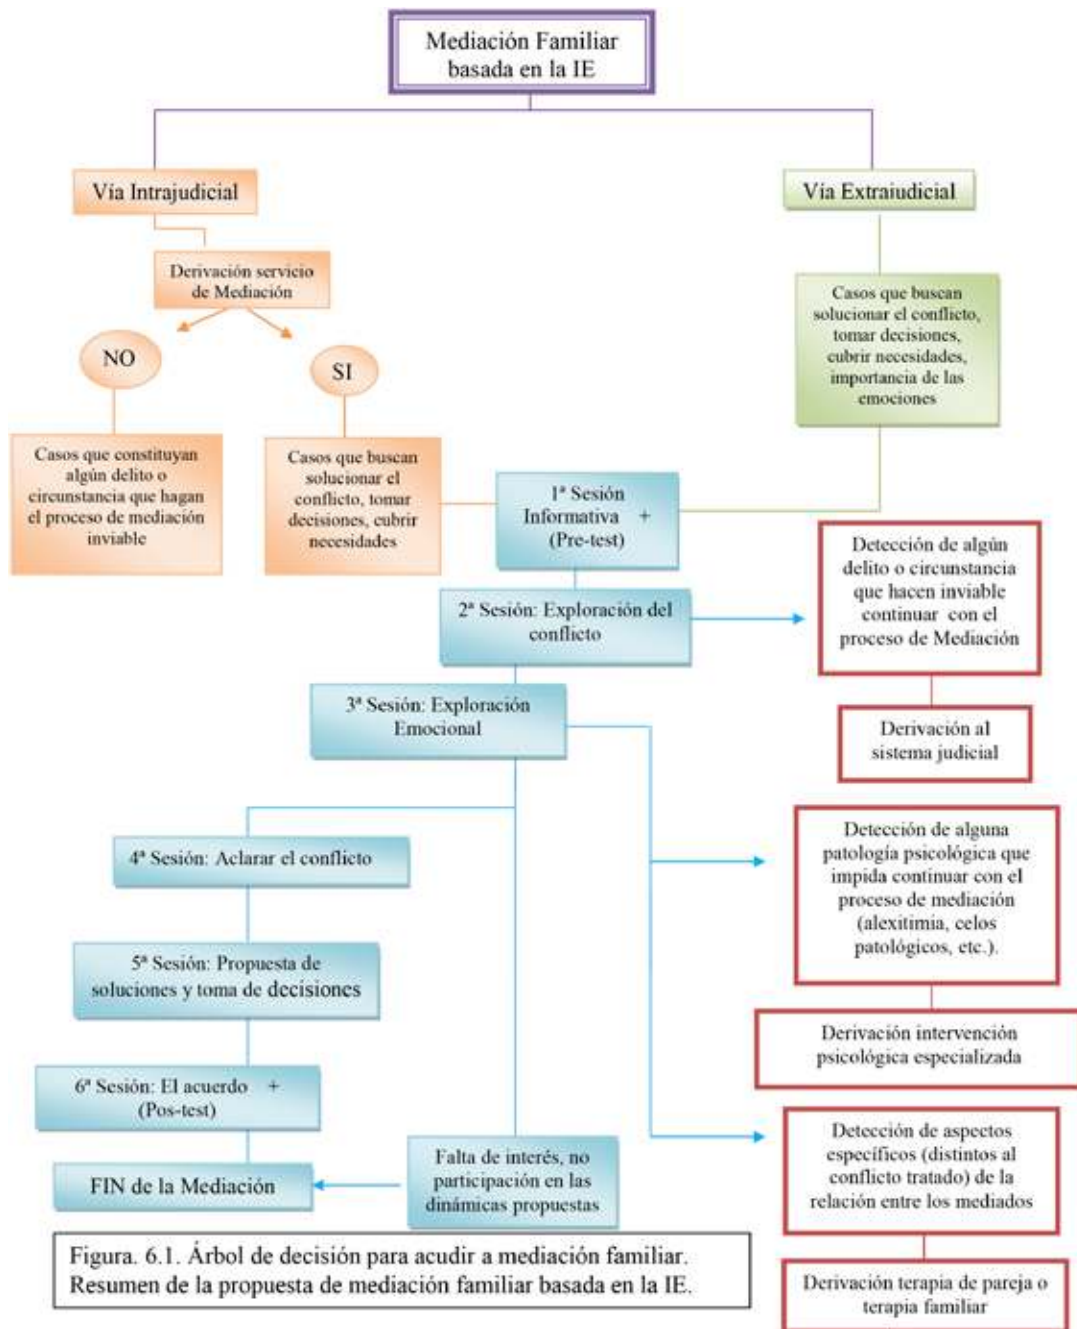 Mediación Familiar
basada en la IE
Vía Intrajudicial
Vía Extrajudicial
Derivación servicio
de Mediación
NO
SI
Casos que buscan
solucionar el conflicto,
tomar decisiones,
cubrir necesidades,
importancia de las
emociones
Casos que constituyan
algún delito o
circunstancia que hagan
el proceso de mediación
inviable
Casos que buscan
solucionar el
conflicto, tomar
decisiones, cubrir
necesidades
1ª Sesión
Informativa +
(Pre-test)
2ª Sesión: Exploración del
conflicto
Detección de algún
delito o circunstancia
que hacen inviable
continuar con el
proceso de Mediación
Derivación al
sistema judicial
3ª Sesión: Exploración
Emocional
4ª Sesión: Aclarar el conflicto
Detección de alguna
patología psicológica que
impida continuar con el
proceso de mediación
(alexitimia, celos
patológicos, etc.).
Derivación intervención
psicológica especializada
5ª Sesión: Propuesta de
soluciones y toma de decisiones
6ª Sesión: El acuerdo +
(Pos-test)
FIN de la Mediación
Falta de interés, no
participación en las
dinámicas propuestas
Detección de aspectos
específicos (distintos al
conflicto tratado) de la
relación entre los mediados
Derivación terapia de pareja o
terapia familiar
Figura. 6.1. Árbol de decisión para acudir a mediación familiar.
Resumen de la propuesta de mediación familiar basada en la IE.